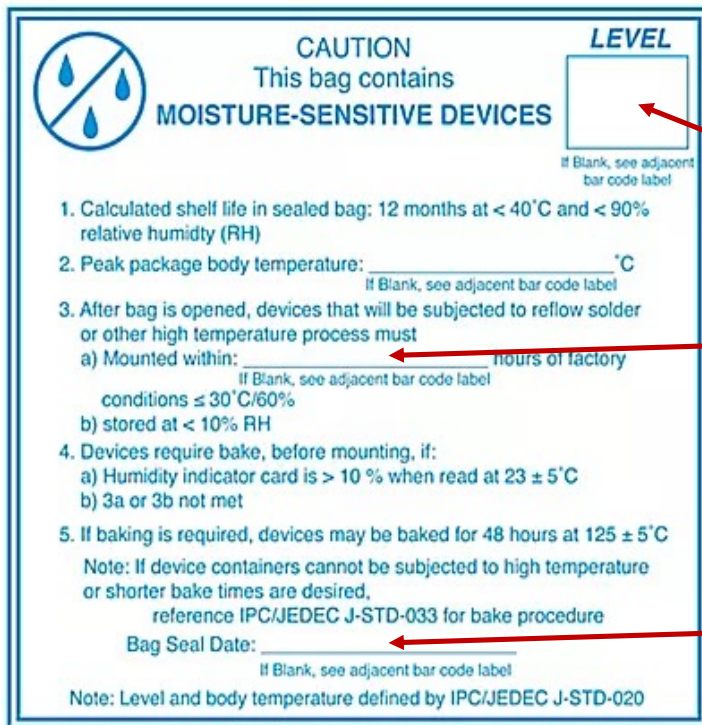 CAUTION
This bag contains
MOISTURE-SENSITIVE DEVICES
LEVEL
If Blank, see adjacent
bar code label
1. Calculated shelf life in sealed bag: 12 months at < 40˚C and < 90%
relative humidty (RH)
2. Peak package body temperature: ____________________ ˚C
If Blank, see adjacent bar code label
3. After bag is opened, devices that will be subjected to reflow solder
or other high temperature process must
a) Mounted within: ____________________ hours of factory
If Blank, see adjacent bar code label
conditions ≤ 30˚C/60%
b) stored at < 10% RH
4. Devices require bake, before mounting, if:
a) Humidity indicator card is > 10 % when read at 23 ± 5˚C
b) 3a or 3b not met
5. If baking is required, devices may be baked for 48 hours at 125 ± 5˚C
Note: If device containers cannot be subjected to high temperature
or shorter bake times are desired,
reference IPC/JEDEC J-STD-033 for bake procedure
Bag Seal Date: ____________________
If Blank, see adjacent bar code label
Note: Level and body temperature defined by IPC/JEDEC J-STD-020